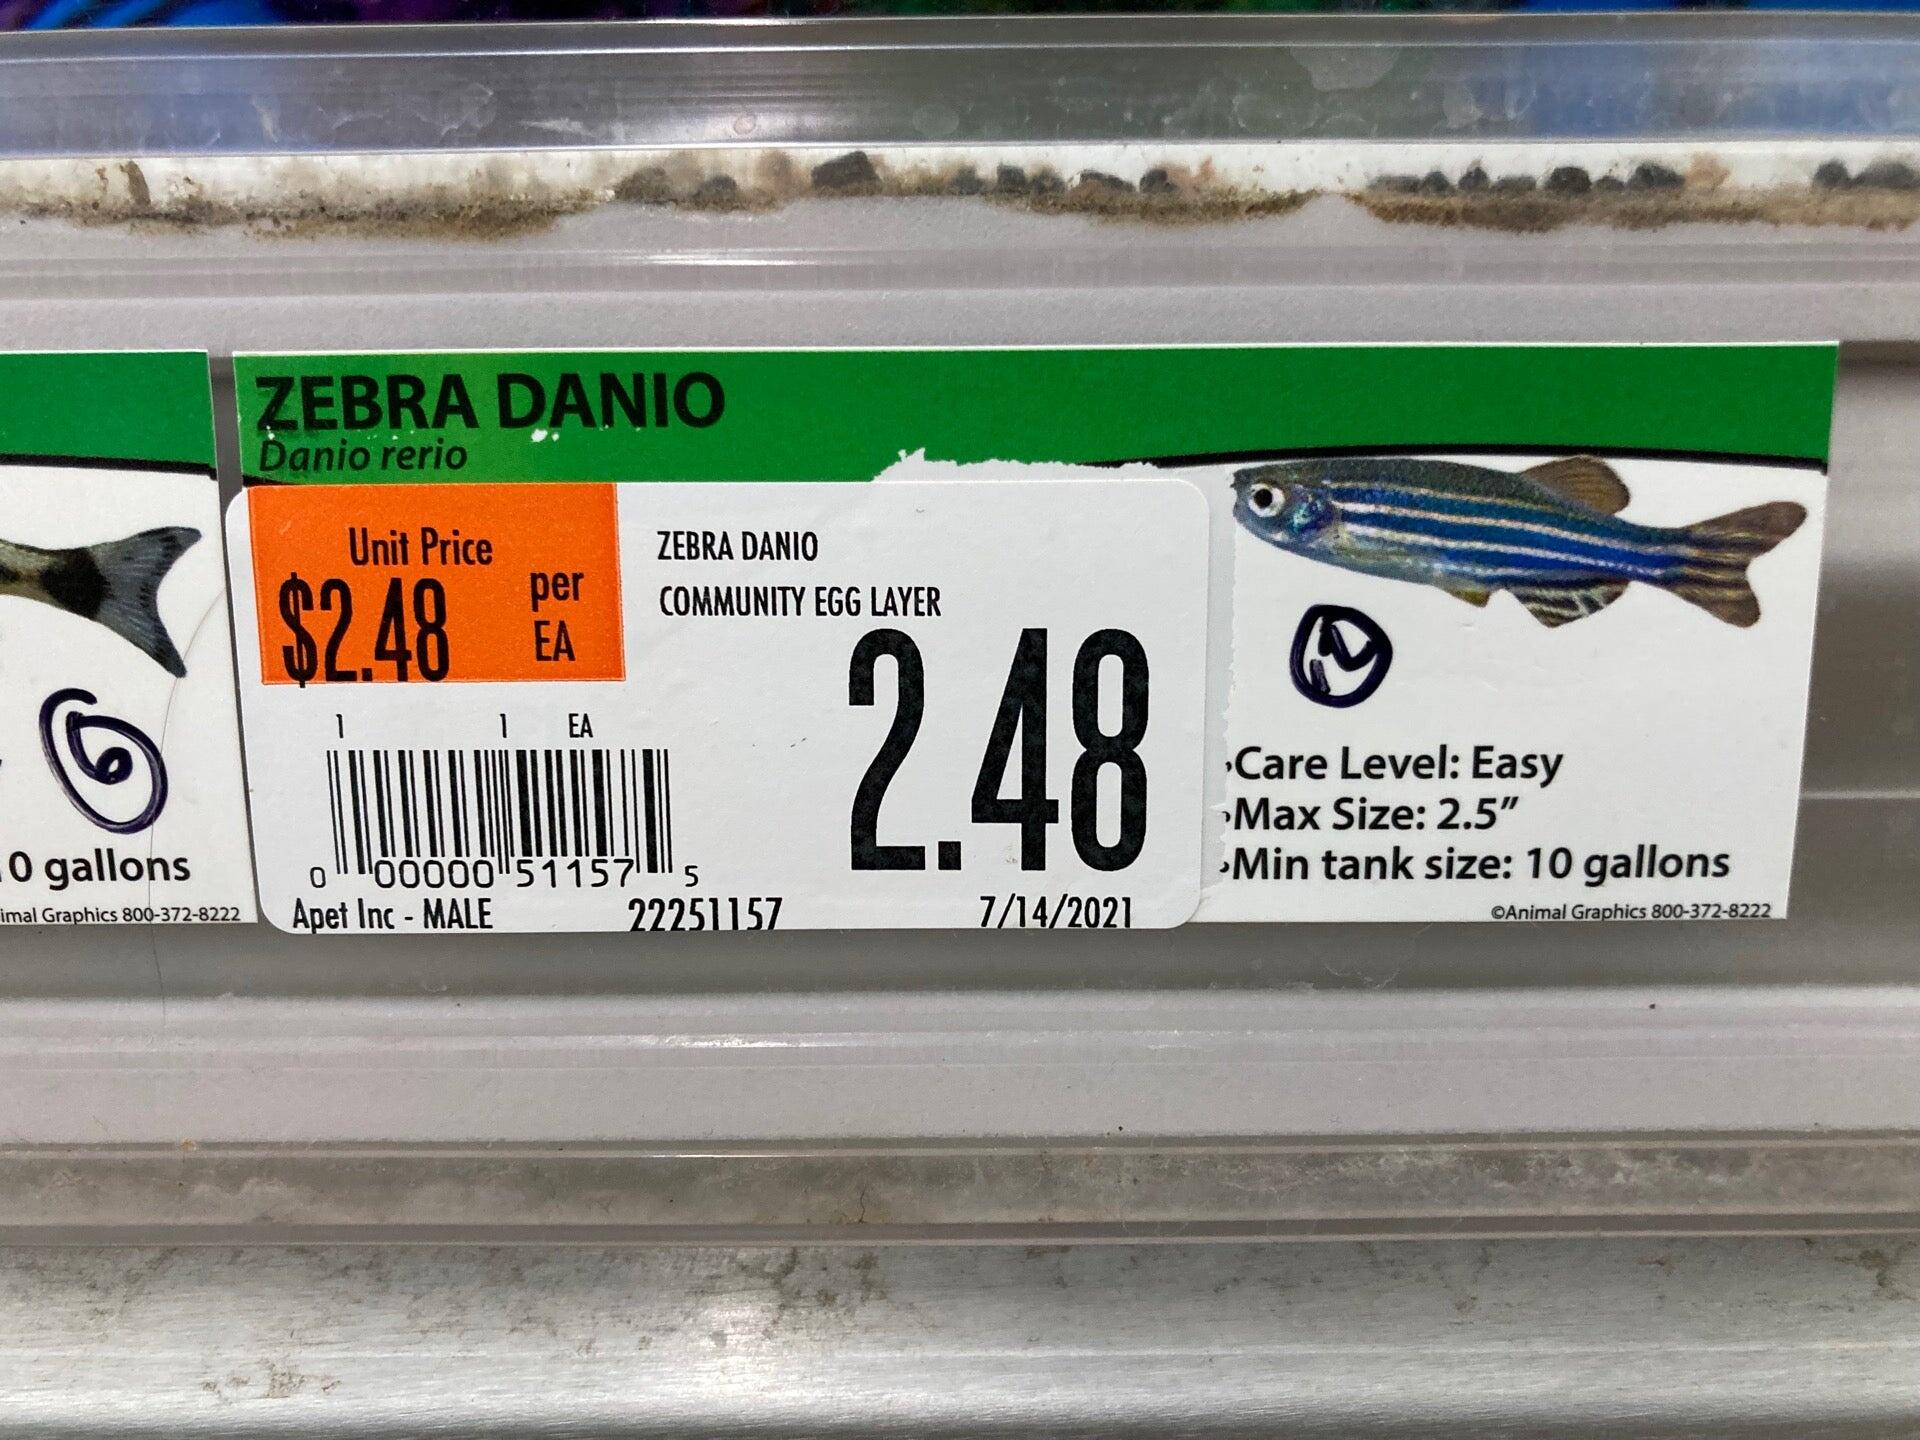 ZEBRA DANIO
Danio rerio
Unit Price
$2.48 per EA
ZEBRA DANIO
COMMUNITY EGG LAYER
2.48
1 1 EA
0 00000 51157 5
Apet Inc - MALE 22251157 7/14/2021
Care Level: Easy
Max Size: 2.5"
Min tank size: 10 gallons
©Animal Graphics 800-372-8222
6
0 gallons
imal Graphics 800-372-8222